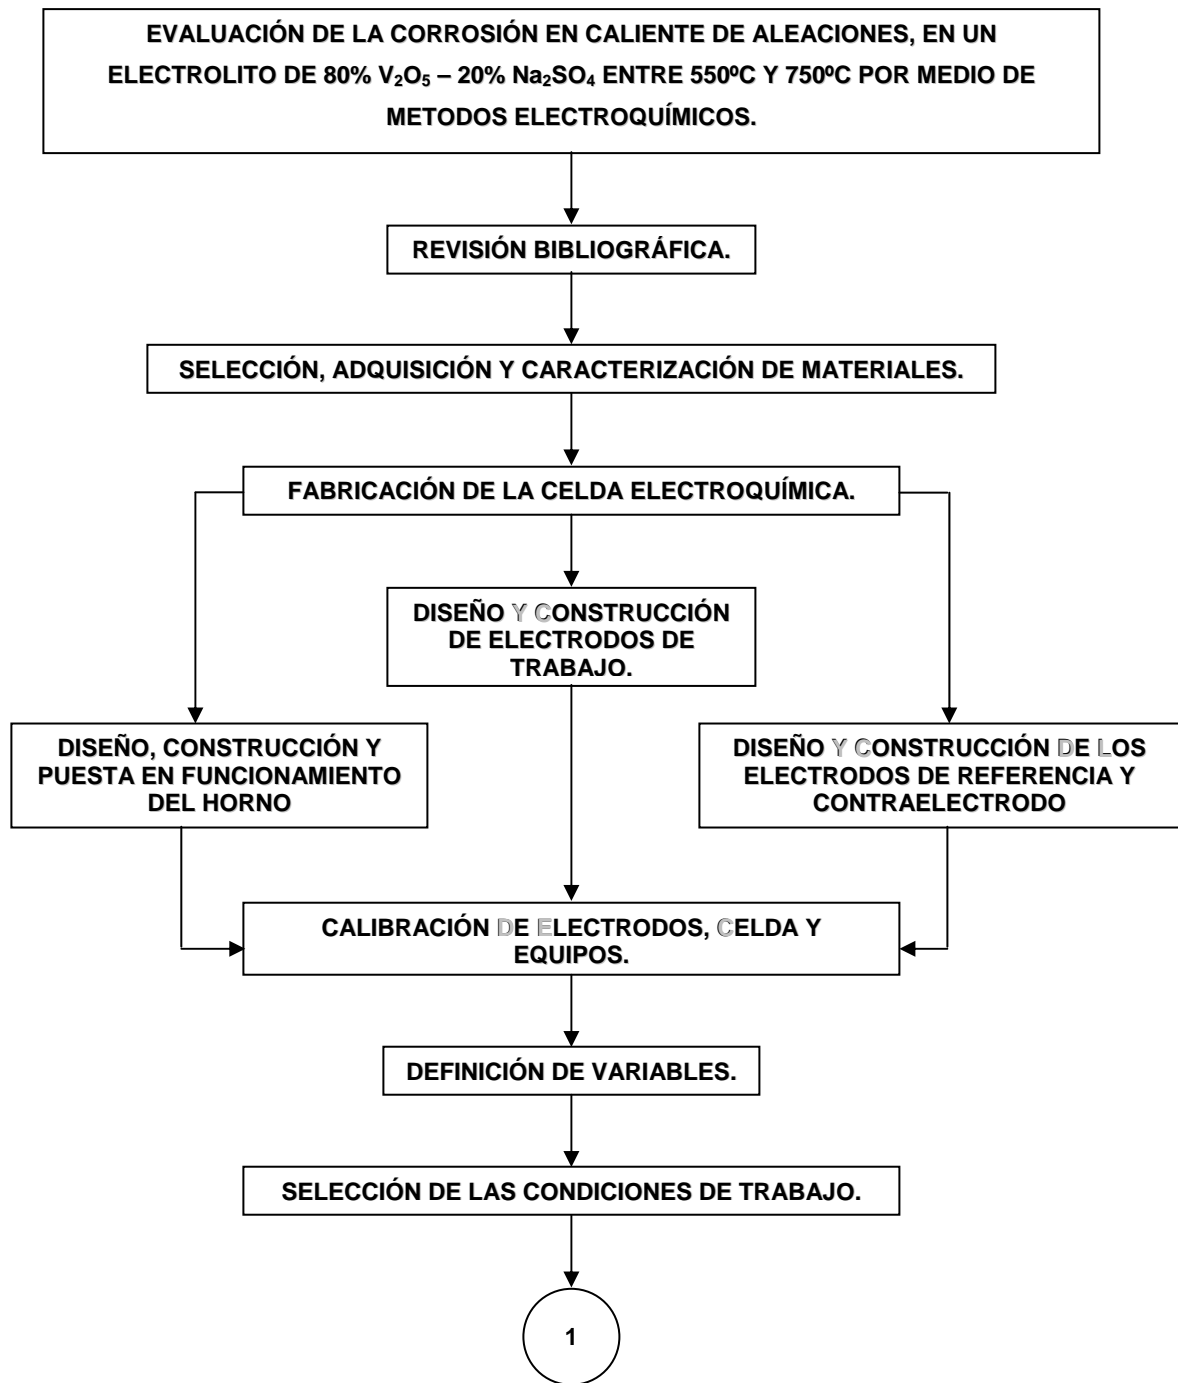 EVALUACIÓN DE LA CORROSIÓN EN CALIENTE DE ALEACIONES, EN UN
ELECTROLITO DE 80% V₂O₅ – 20% Na₂SO₄ ENTRE 550ºC Y 750ºC POR MEDIO DE
METODOS ELECTROQUÍMICOS.
REVISIÓN BIBLIOGRÁFICA.
SELECCIÓN, ADQUISICIÓN Y CARACTERIZACIÓN DE MATERIALES.
FABRICACIÓN DE LA CELDA ELECTROQUÍMICA.
DISEÑO Y CONSTRUCCIÓN
DE ELECTRODOS DE
TRABAJO.
DISEÑO, CONSTRUCCIÓN Y
PUESTA EN FUNCIONAMIENTO
DEL HORNO
DISEÑO Y CONSTRUCCIÓN DE LOS
ELECTRODOS DE REFERENCIA Y
CONTRAELECTRODO
CALIBRACIÓN DE ELECTRODOS, CELDA Y
EQUIPOS.
DEFINICIÓN DE VARIABLES.
SELECCIÓN DE LAS CONDICIONES DE TRABAJO.
1